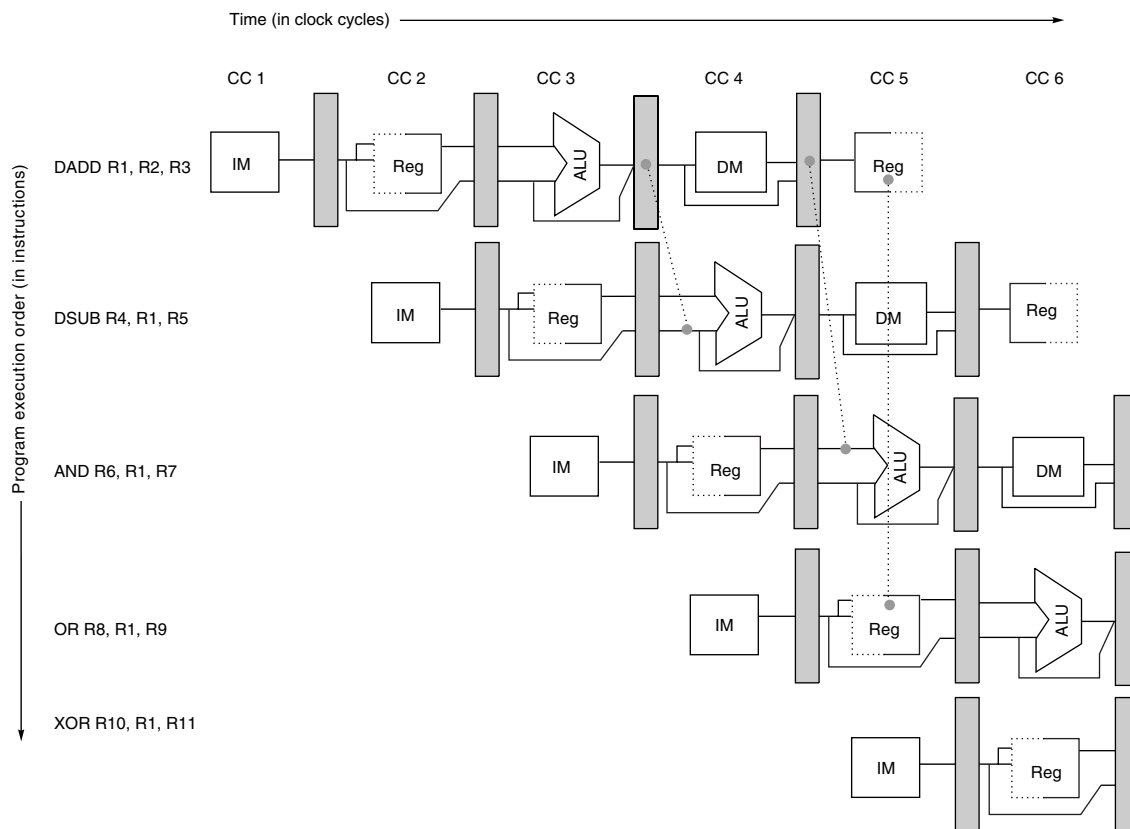 Time (in clock cycles)
CC 1 CC 2 CC 3 CC 4 CC 5 CC 6
Program execution order (in instructions)
DADD R1, R2, R3 IM Reg ALU DM Reg
DSUB R4, R1, R5 IM Reg ALU DM Reg
AND R6, R1, R7 IM Reg ALU DM
OR R8, R1, R9 IM Reg ALU
XOR R10, R1, R11 IM Reg